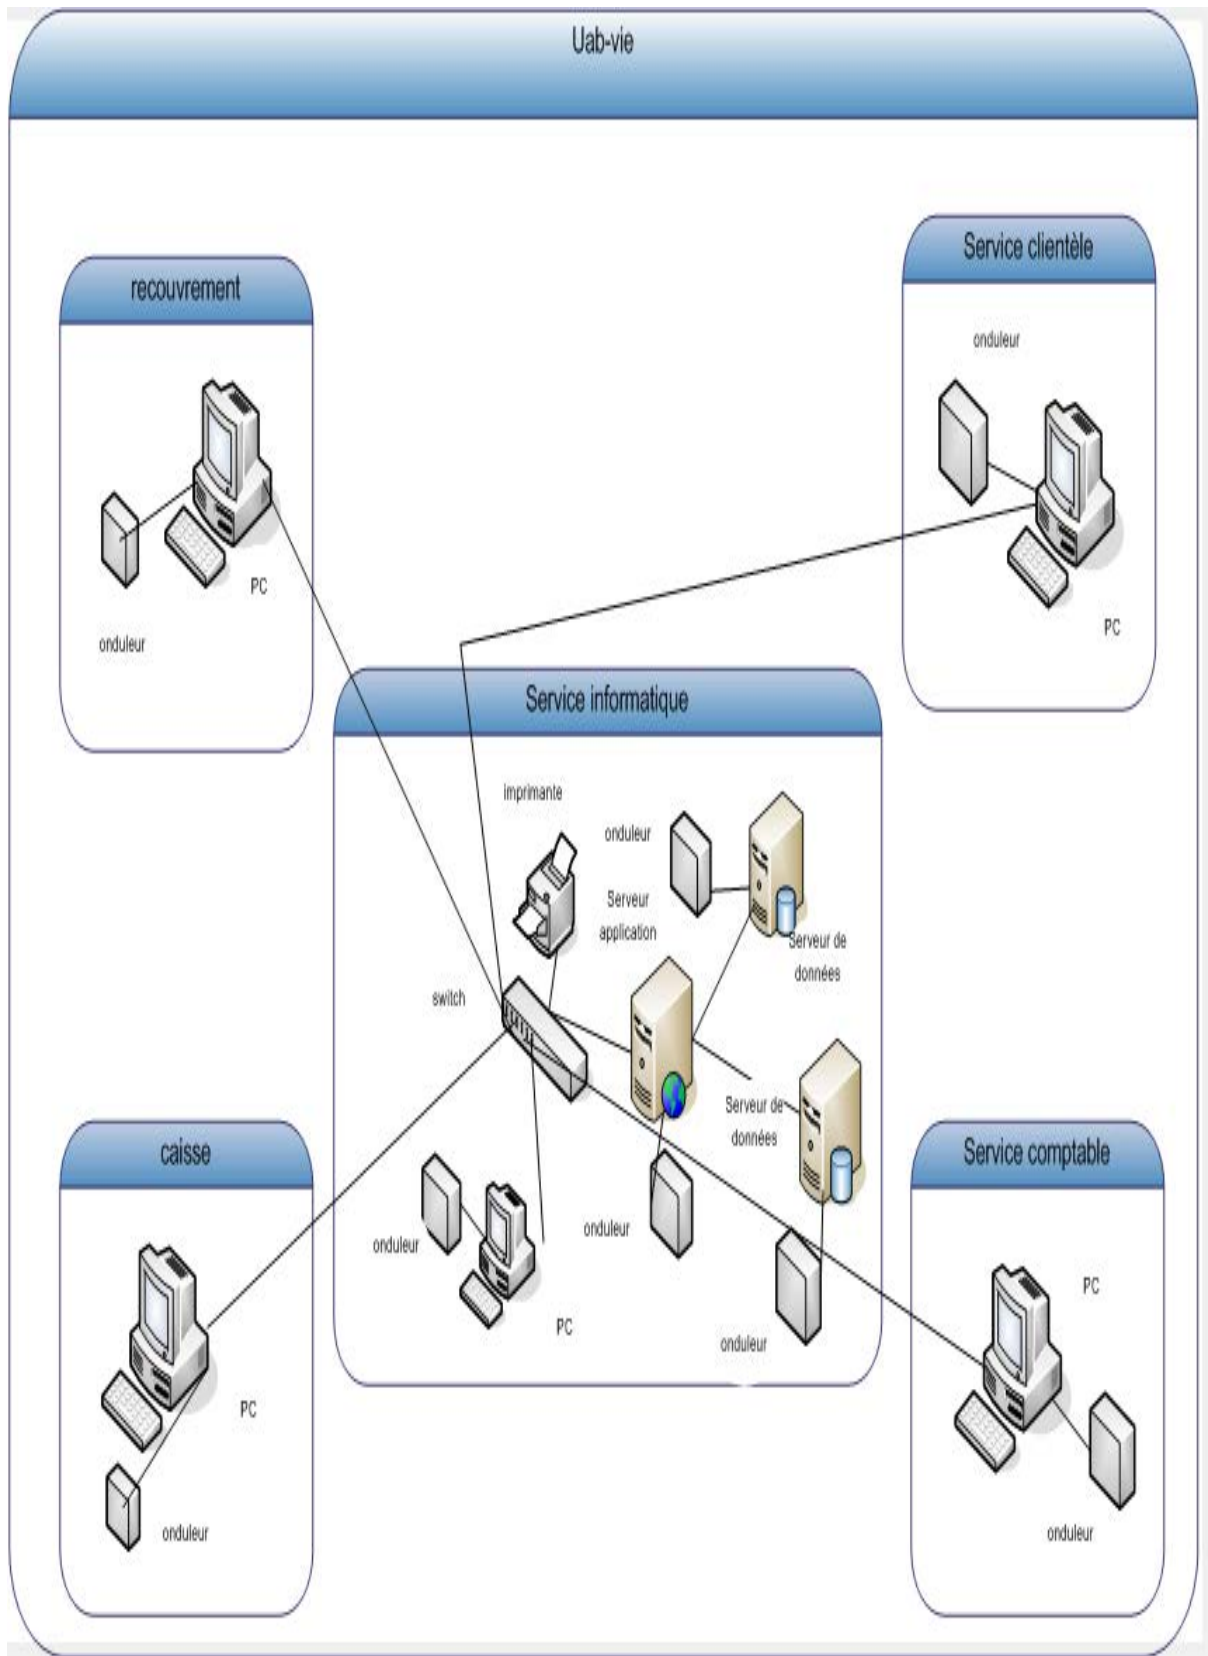 Uab-vie
Service clientèle
recouvrement
onduleur
PC
onduleur
PC
Service informatique
imprimante
onduleur
Serveur
application
Serveur de
données
switch
Serveur de
données
caisse
Service comptable
onduleur
onduleur
PC
onduleur
PC
PC
onduleur
onduleur